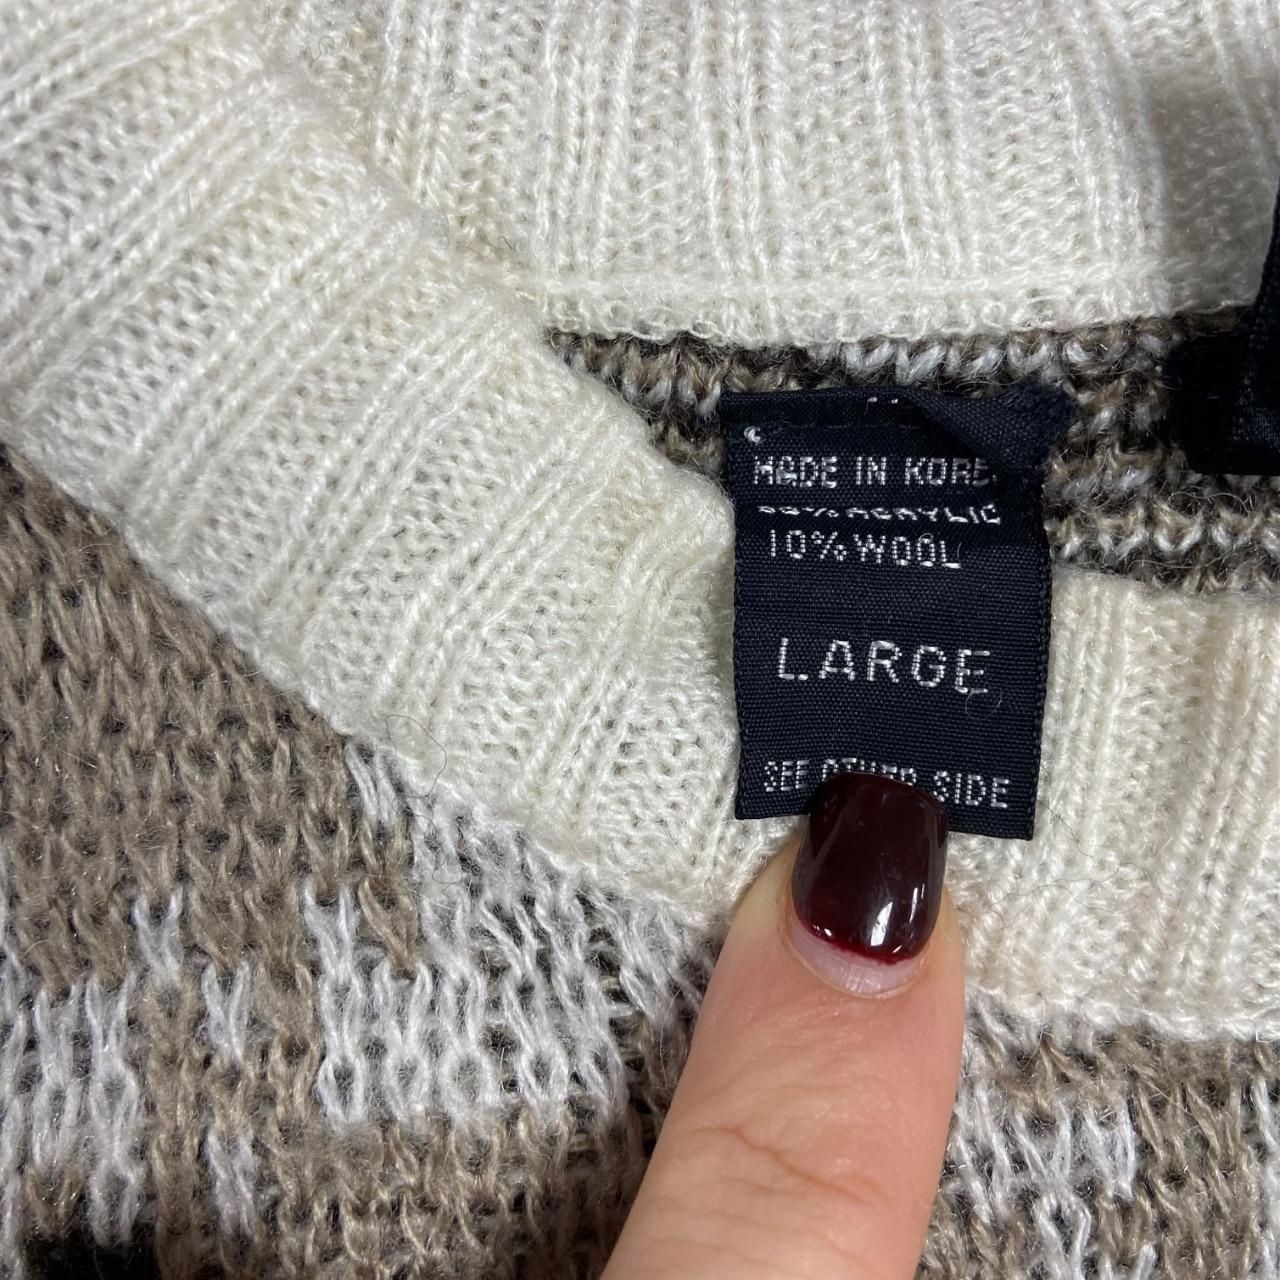 MADE IN KORE
ACRYLIC
10% WOOL
LARGE
SEE OTHER SIDE